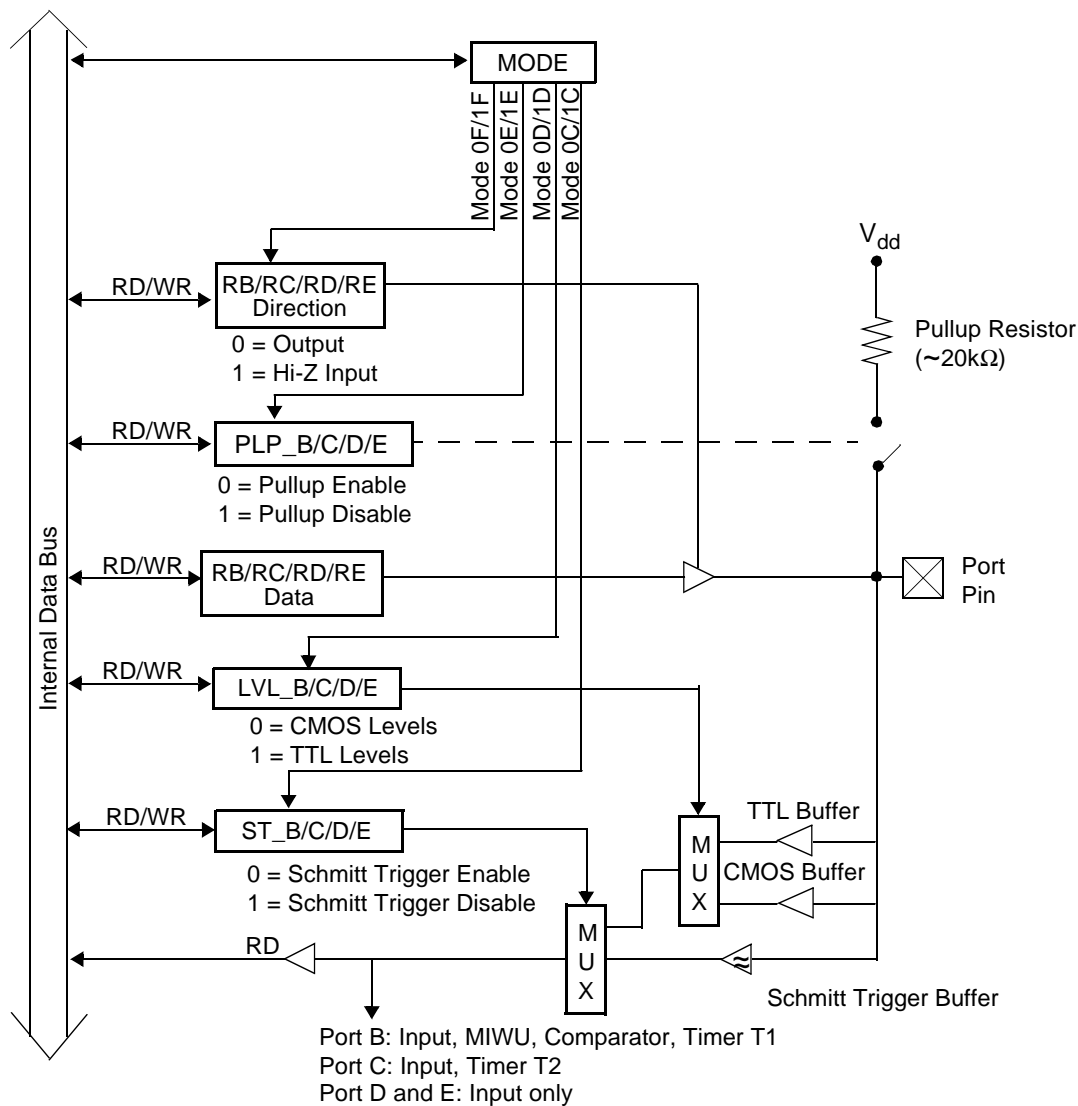 MODE
Mode 0F/1F
Mode 0E/1E
Mode 0D/1D
Mode 0C/1C
Vdd
RD/WR
RB/RC/RD/RE
Direction
0 = Output
1 = Hi-Z Input
Pullup Resistor
(~20kΩ)
RD/WR
PLP_B/C/D/E
0 = Pullup Enable
1 = Pullup Disable
Internal Data Bus
RD/WR
RB/RC/RD/RE
Data
Port
Pin
RD/WR
LVL_B/C/D/E
0 = CMOS Levels
1 = TTL Levels
RD/WR
ST_B/C/D/E
0 = Schmitt Trigger Enable
1 = Schmitt Trigger Disable
TTL Buffer
MUX
CMOS Buffer
MUX
RD
Schmitt Trigger Buffer
Port B: Input, MIWU, Comparator, Timer T1
Port C: Input, Timer T2
Port D and E: Input only